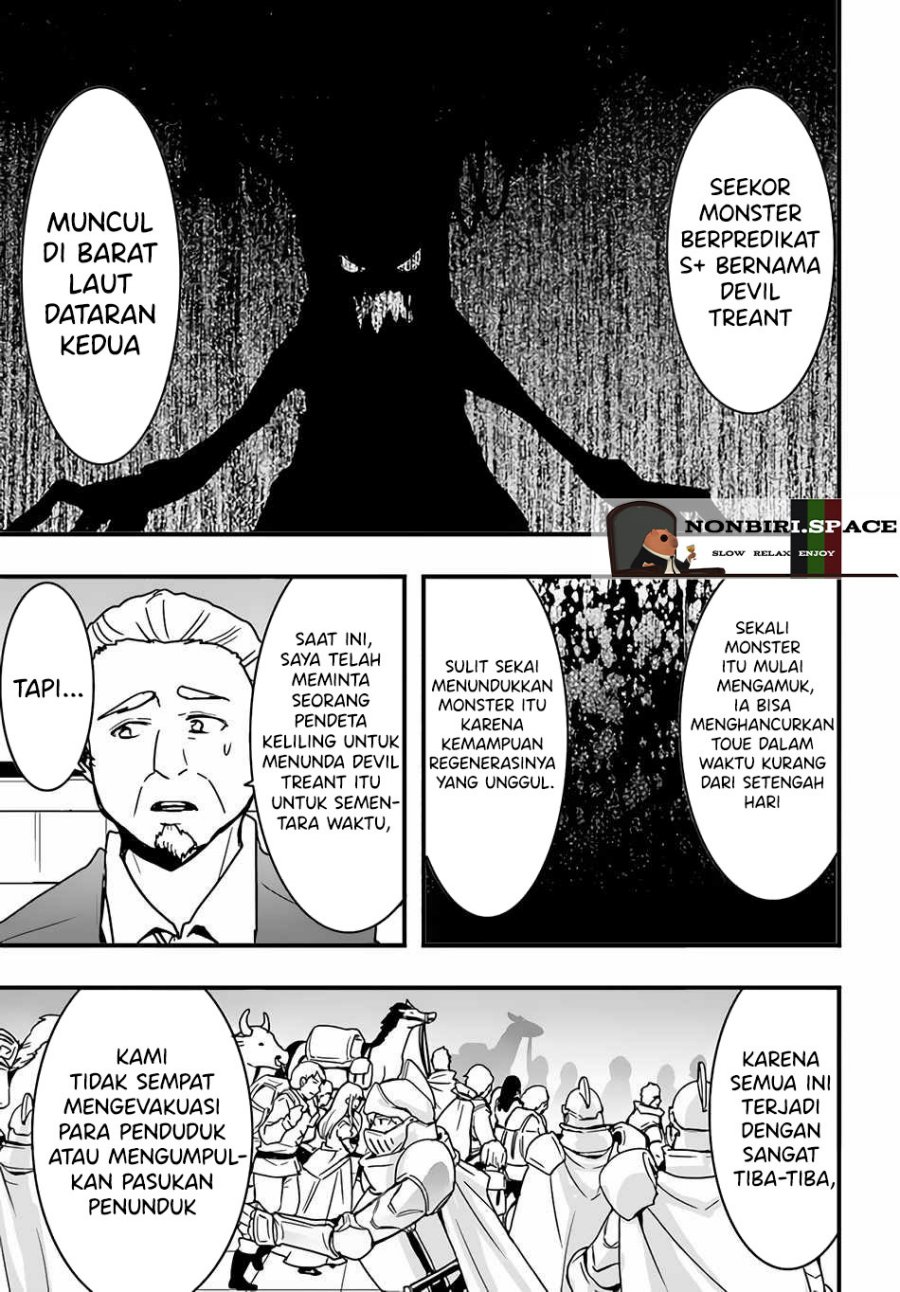 SEEKOR
MONSTER
BERPREDIKAT
S+ BERNAMA
DEVIL
TREANT
MUNCUL
DI BARAT
LAUT
DATARAN
KEDUA
NONBIRI.SPACE
SLOW RELAX ENJOY
SEKALI
MONSTER
ITU MULAI
MENGAMUK,
IA BISA
MENGHANCURKAN
TOUE DALAM
WAKTU KURANG
DARI SETENGAH
HARI
SULIT SEKAI
MENUNDUKKAN
MONSTER ITU
KARENA
KEMAMPUAN
REGENERASINYA
YANG UNGGUL.
SAAT INI,
SAYA TELAH
MEMINTA
SEORANG
PENDETA
KELILING UNTUK
MENUNDA DEVIL
TREANT ITU
UNTUK SEMEN-
TARA WAKTU,
TAPI...
KARENA
SEMUA INI
TERJADI
DENGAN
SANGAT
TIBA-TIBA,
KAMI
TIDAK SEMPAT
MENGEVAKUASI
PARA PENDUDUK
ATAU MENGUMPUL-
KAN PASUKAN
PENUNDUK